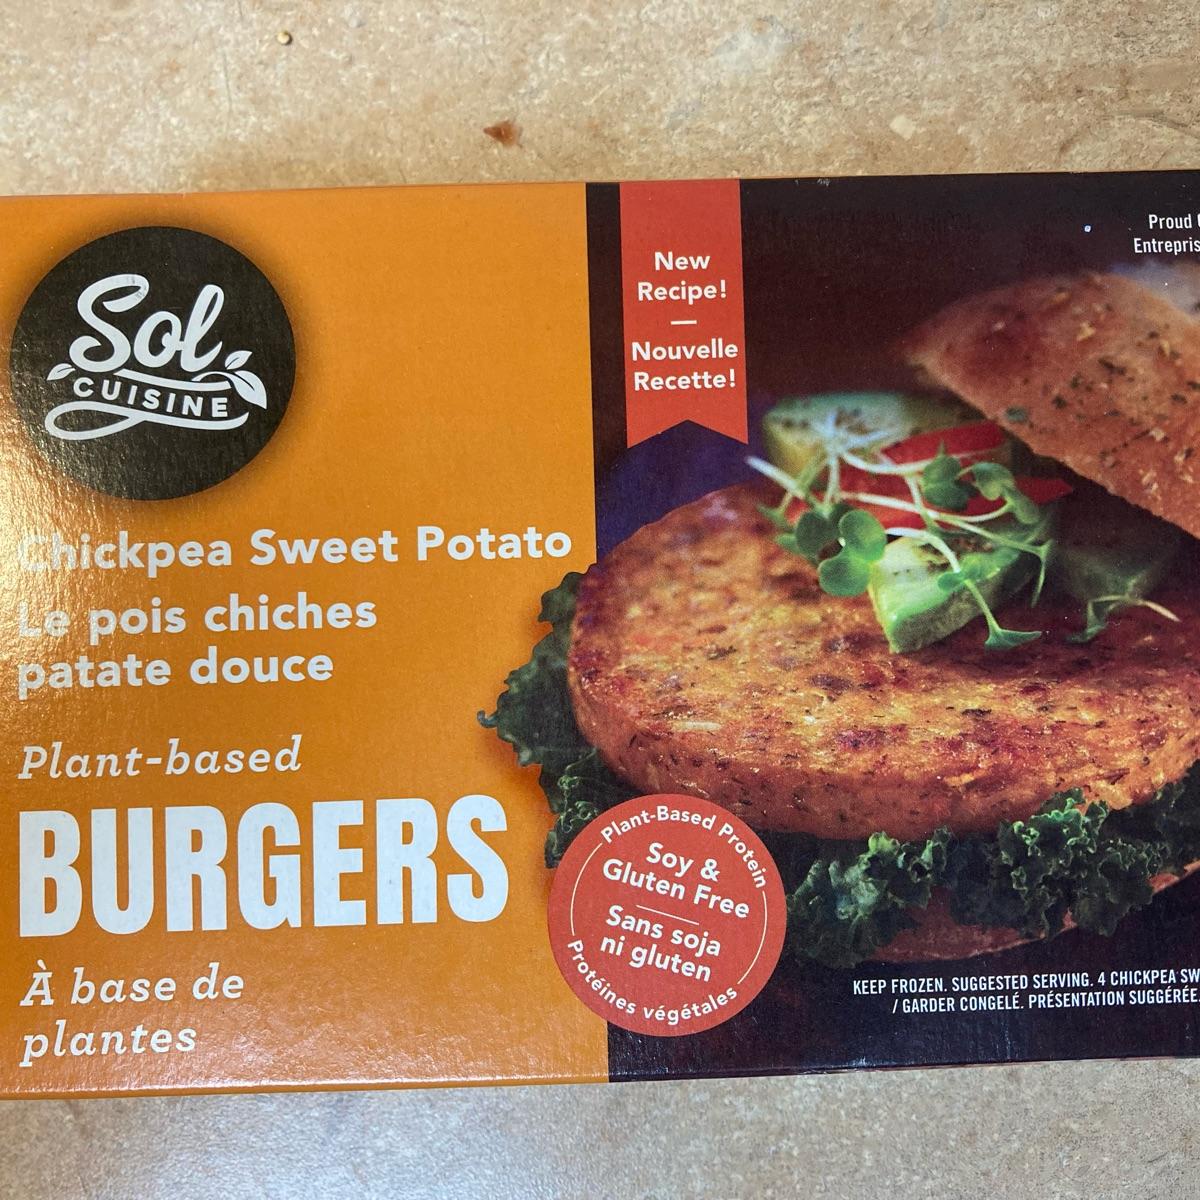 Sol
CUISINE
New
Recipe!
Nouvelle
Recette!
Proud
Entrepris
Chickpea Sweet Potato
Le pois chiches
patate douce
Plant-based
BURGERS
À base de
plantes
Plant-Based Protein
Soy &
Gluten Free
Sans soja
ni gluten
Protéines végétales
KEEP FROZEN. SUGGESTED SERVING. 4 CHICKPEA SW
/ GARDER CONGELÉ. PRÉSENTATION SUGGÉRÉE.